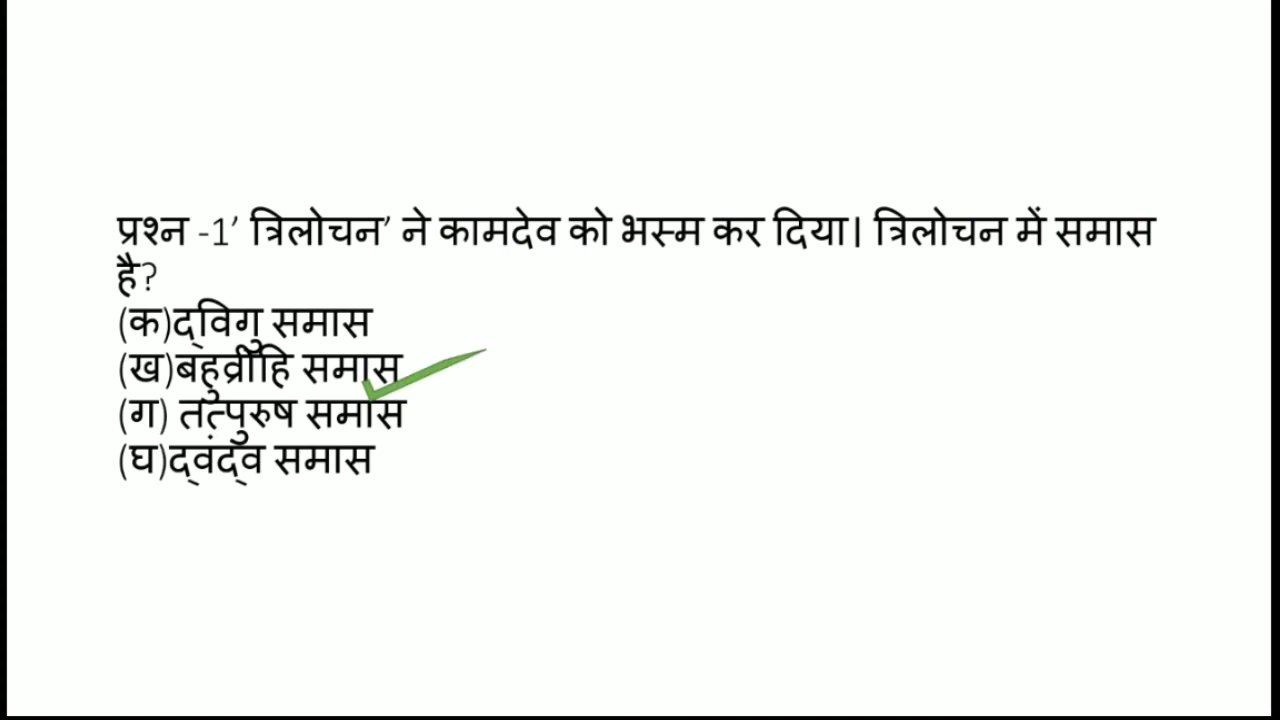 प्रश्न -1’ त्रिलोचन’ ने कामदेव को भस्म कर दिया। त्रिलोचन में समास
है?
(क)द्विगु समास
(ख)बहुव्रीहि समास
(ग) तत्पुरुष समास
(घ)द्वंद्व समास